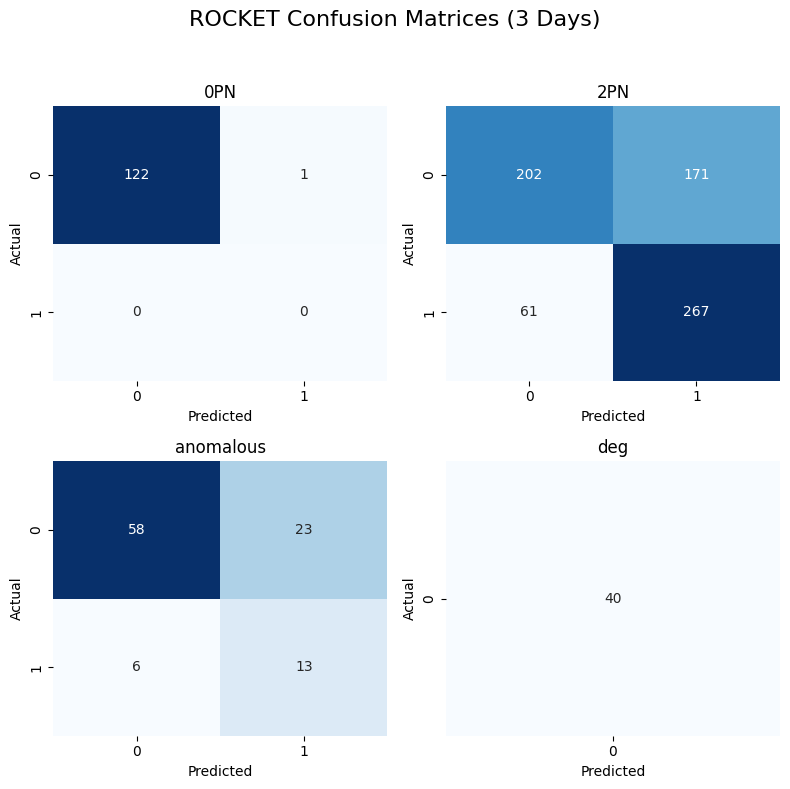 ROCKET Confusion Matrices (3 Days)
0PN
0
122
1
Actual
1
0
0
0
1
Predicted
2PN
0
202
171
Actual
1
61
267
0
1
Predicted
anomalous
0
58
23
Actual
1
6
13
0
1
Predicted
deg
Actual
0
40
0
Predicted